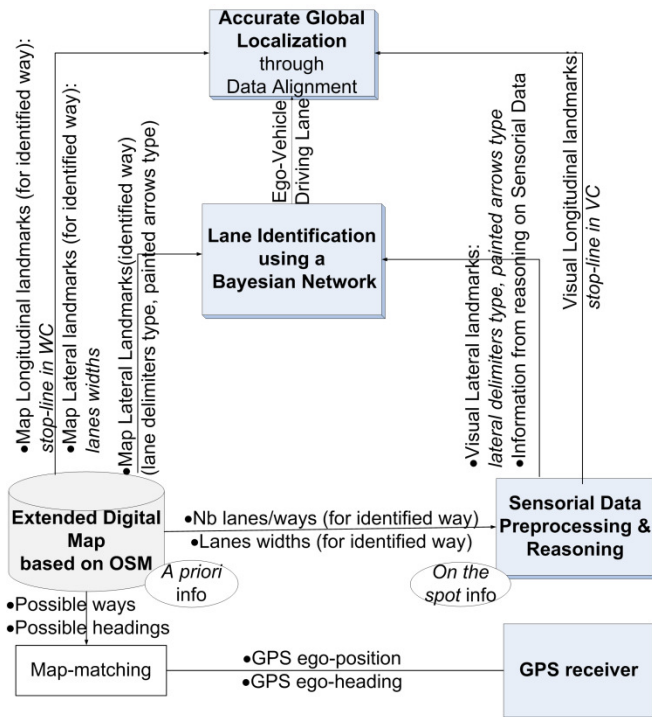 Accurate Global
Localization
through
Data Alignment
●Map Longitudinal landmarks (for identified way):
stop-line in WC
●Map Lateral landmarks (for identified way):
lanes widths
●Map Lateral Landmarks(identified way)
(lane delimiters type, painted arrows type)
Ego-Vehicle
Driving Lane
●Visual Lateral landmarks:
lateral delimiters type, painted arrows type
●Information from reasoning on Sensorial Data
Visual Longitudinal landmarks:
stop-line in VC
Lane Identification
using a
Bayesian Network
Extended Digital
Map
based on OSM
●Nb lanes/ways (for identified way)
●Lanes widths (for identified way)
Sensorial Data
Preprocessing &
Reasoning
A priori
info
On the
spot info
●Possible ways
●Possible headings
Map-matching
●GPS ego-position
●GPS ego-heading
GPS receiver